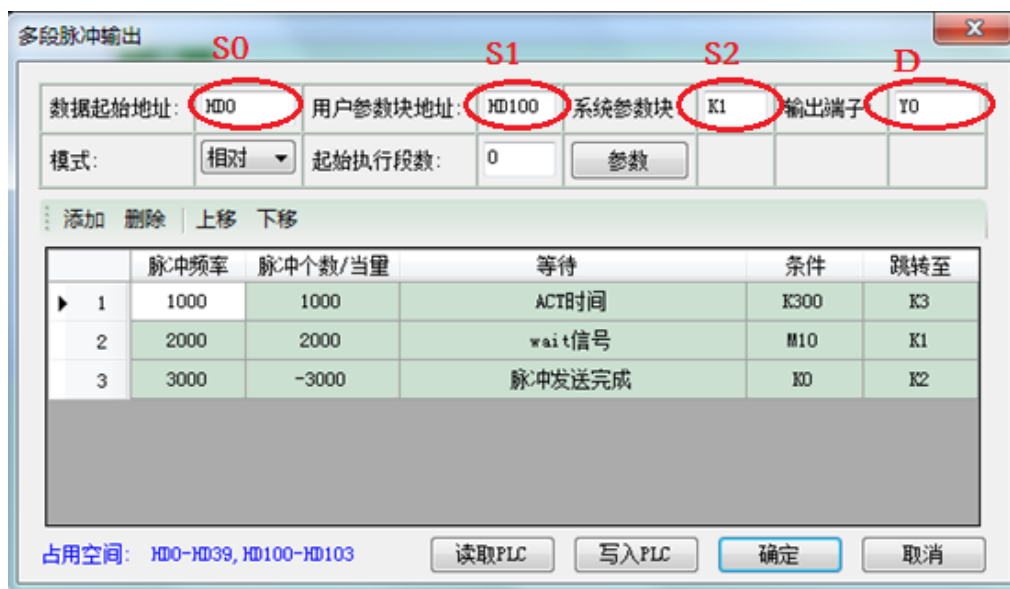 多段脉冲输出
S0 S1 S2 D
数据起始地址: HD0 用户参数块地址: HD100 系统参数块 K1 输出端子 Y0
模式: 相对 起始执行段数: 0 参数
添加 删除 上移 下移
脉冲频率 脉冲个数/当量 等待 条件 跳转至
1 1000 1000 ACT时间 K300 K3
2 2000 2000 wait信号 M10 K1
3 3000 -3000 脉冲发送完成 K0 K2
占用空间: HD0-HD39,HD100-HD103 读取PLC 写入PLC 确定 取消